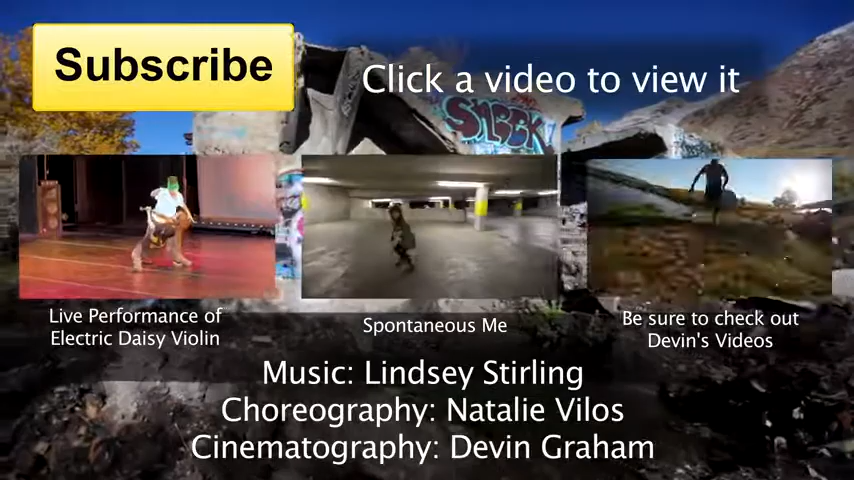 Subscribe
Click a video to view it
SHREK
Live Performance of
Electric Daisy Violin
Spontaneous Me
Be sure to check out
Devin's Videos
Music: Lindsey Stirling
Choreography: Natalie Vilos
Cinematography: Devin Graham